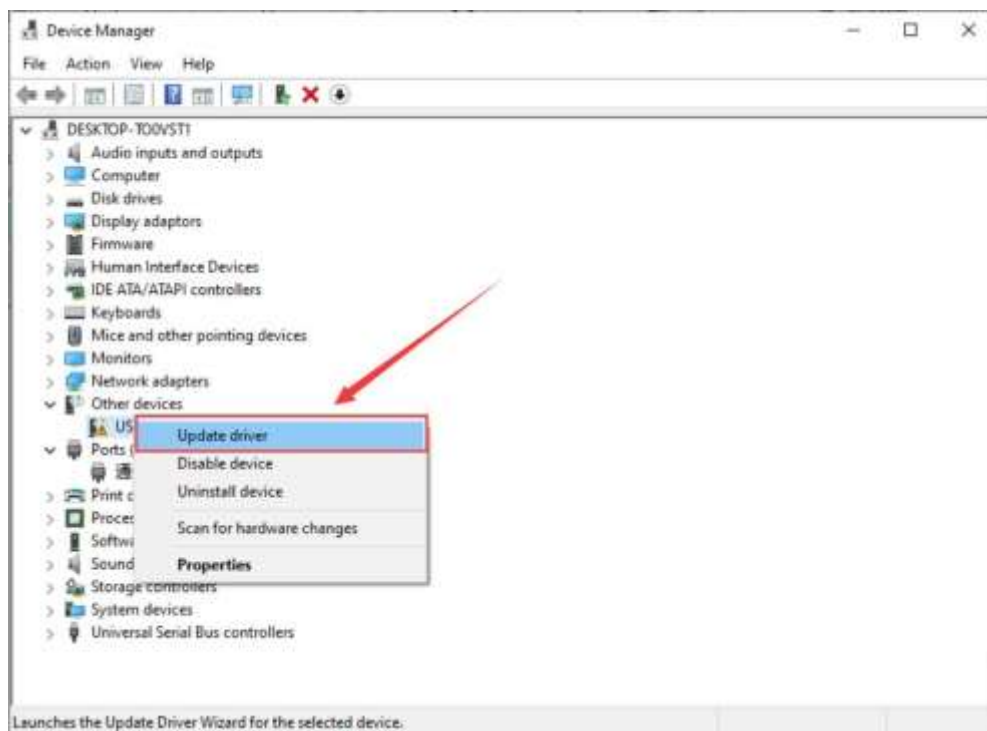 Device Manager
File Action View Help
DESKTOP-TO0VST1
Audio inputs and outputs
Computer
Disk drives
Display adaptors
Firmware
Human Interface Devices
IDE ATA/ATAPI controllers
Keyboards
Mice and other pointing devices
Monitors
Network adapters
Other devices
US
Update driver
Ports (
Disable device
通
Uninstall device
Print c
Proces
Scan for hardware changes
Softwa
Sound
Properties
Storage controllers
System devices
Universal Serial Bus controllers
Launches the Update Driver Wizard for the selected device.